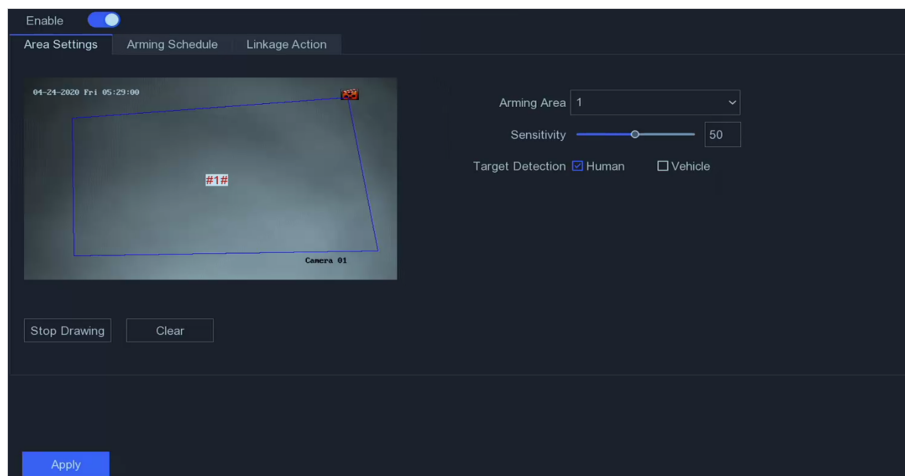 Enable
Area Settings Arming Schedule Linkage Action
04-24-2020 Fri 05:29:00
Arming Area 1
Sensitivity 50
Target Detection Human Vehicle
#1#
Camera 01
Stop Drawing Clear
Apply